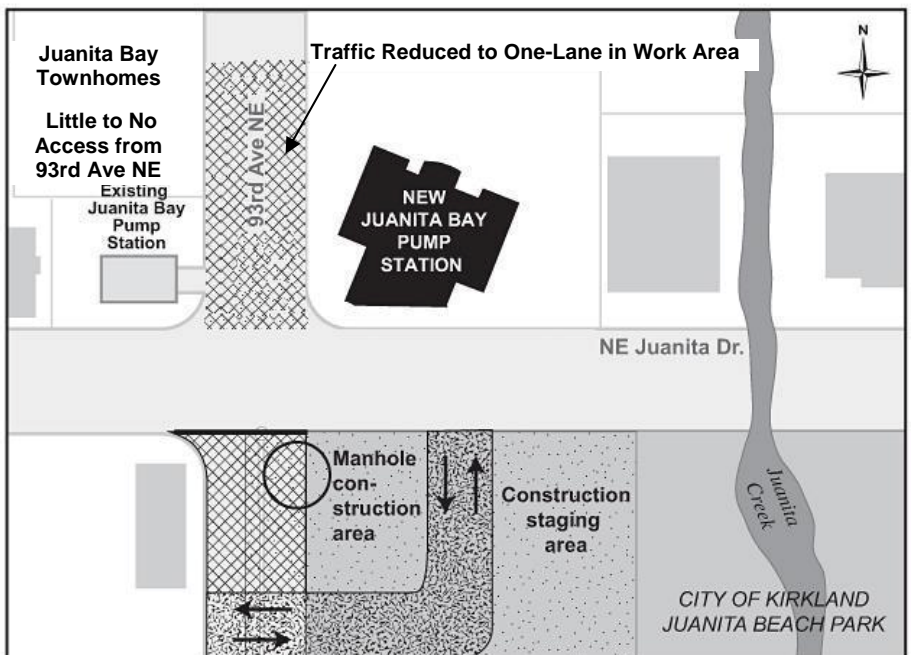 Juanita Bay
Townhomes
Little to No
Access from
93rd Ave NE
Traffic Reduced to One-Lane in Work Area
N
93rd Ave NE
Existing
Juanita Bay
Pump
Station
NEW
JUANITA BAY
PUMP
STATION
NE Juanita Dr.
Manhole
con-
struction
area
Construction
staging
area
Juanita
Creek
CITY OF KIRKLAND
JUANITA BEACH PARK